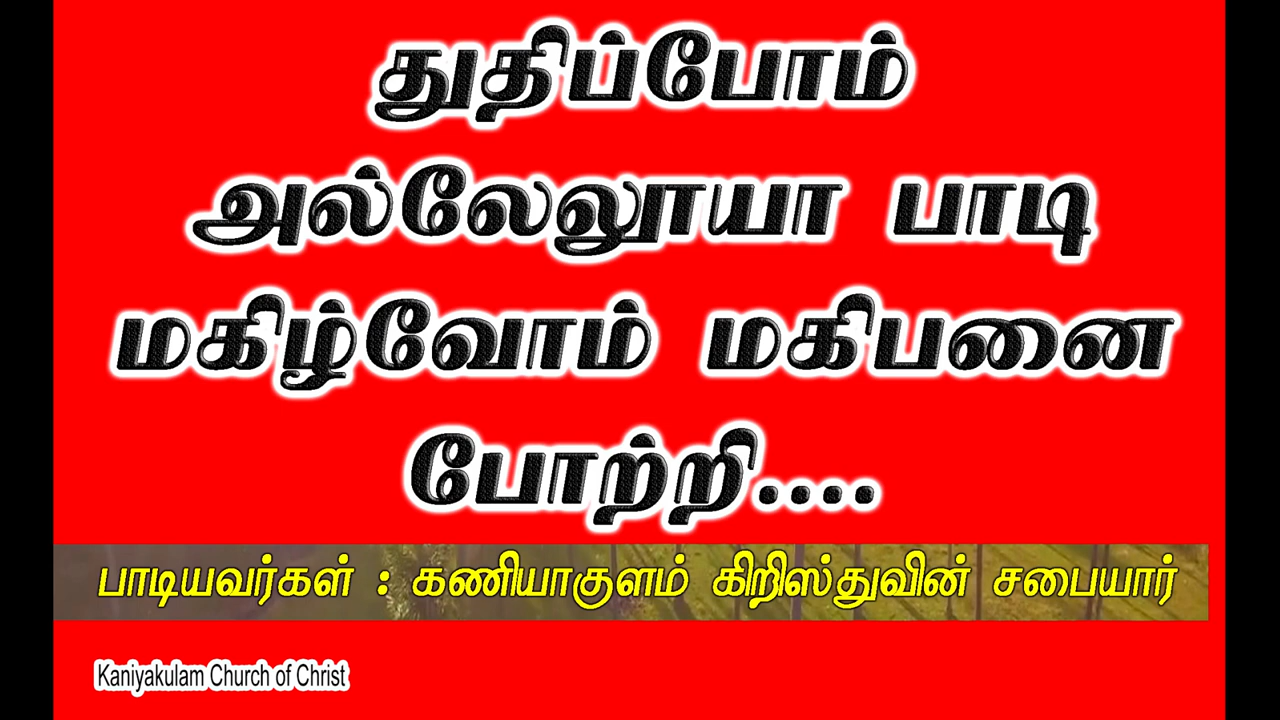 துதிப்போம்
அல்லேலூயா பாடி
மகிழ்வோம் மகிபனை
போற்றி....
பாடியவர்கள் : கணியாகுளம் கிறிஸ்துவின் சபையார்
Kaniyakulam Church of Christ